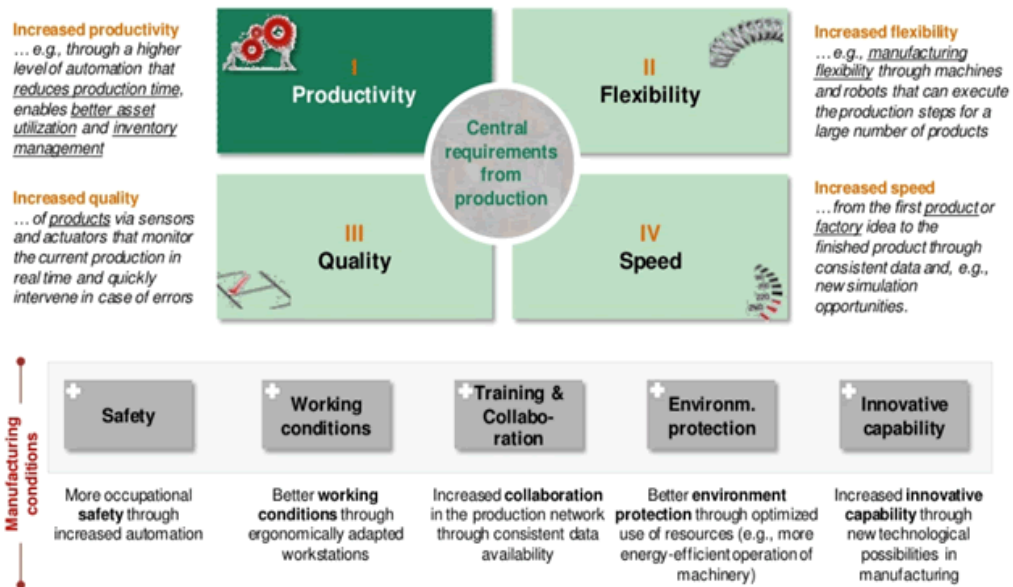 Increased productivity
… e.g., through a higher
level of automation that
reduces production time,
enables better asset
utilization and inventory
management
I
Productivity
II
Flexibility
Increased flexibility
… e.g., manufacturing
flexibility through machines
and robots that can execute
the production steps for a
large number of products
Central
requirements
from
production
Increased quality
… of products via sensors
and actuators that monitor
the current production in
real time and quickly
intervene in case of errors
III
Quality
IV
Speed
Increased speed
…from the first product or
factory idea to the
finished product through
consistent data and, e.g.,
new simulation
opportunities.
Manufacturing
conditions
Safety
Working
conditions
Training &
Collabo-
ration
Environm.
protection
Innovative
capability
More occupational
safety through
increased automation
Better working
conditions through
ergonomically adapted
workstations
Increased collaboration
in the production network
through consistent data
availability
Better environment
protection through optimized
use of resources (e.g., more
energy-efficient operation of
machinery)
Increased innovative
capability through
new technological
possibilities in
manufacturing